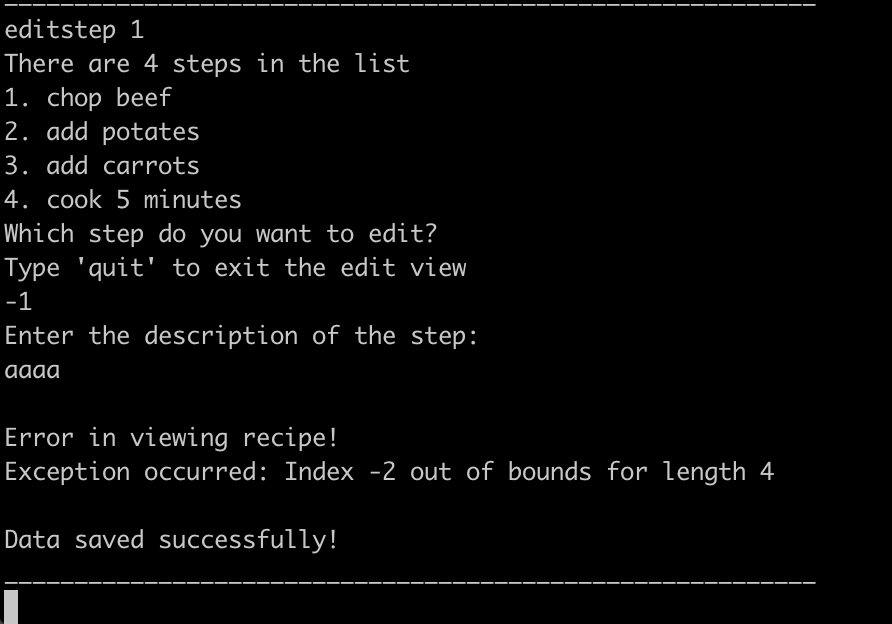 editstep 1
There are 4 steps in the list
1. chop beef
2. add potates
3. add carrots
4. cook 5 minutes
Which step do you want to edit?
Type 'quit' to exit the edit view
-1
Enter the description of the step:
aaaa
Error in viewing recipe!
Exception occurred: Index -2 out of bounds for length 4
Data saved successfully!